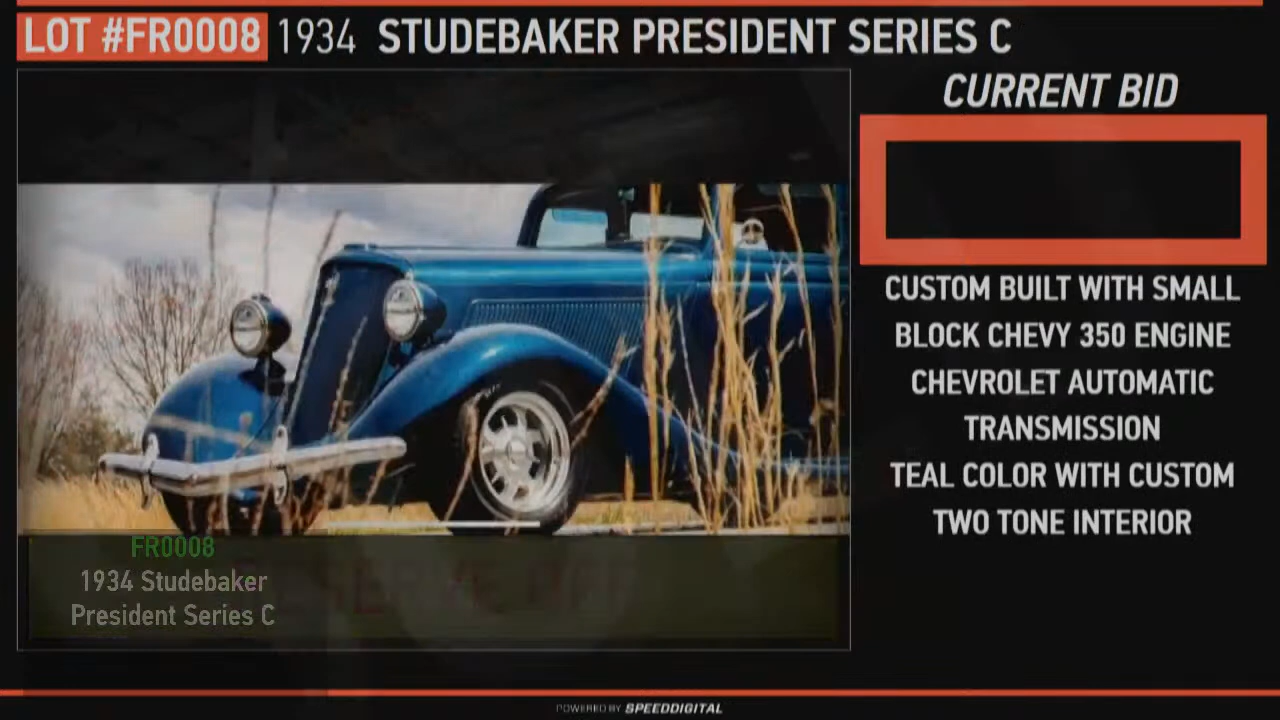 LOT #FR0008 1934 STUDEBAKER PRESIDENT SERIES C
CURRENT BID
CUSTOM BUILT WITH SMALL
BLOCK CHEVY 350 ENGINE
CHEVROLET AUTOMATIC
TRANSMISSION
TEAL COLOR WITH CUSTOM
TWO TONE INTERIOR
FR0008
1934 Studebaker
President Series C
POWERED BY SPEEDDIGITAL